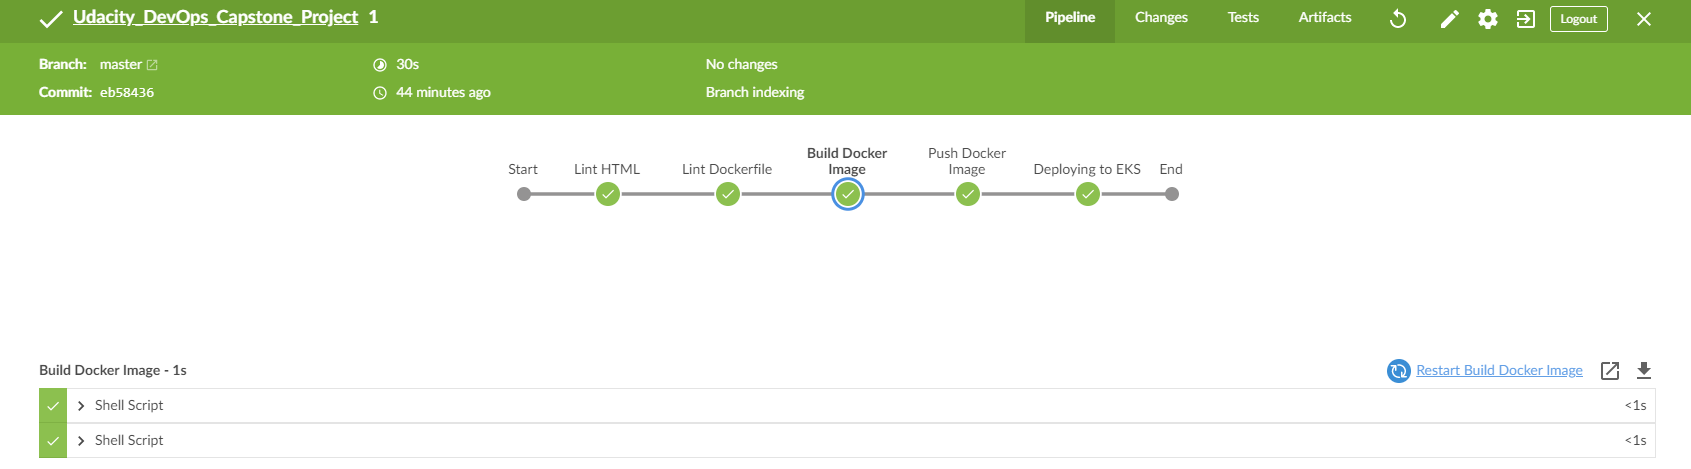 Udacity_DevOps_Capstone_Project 1
Pipeline Changes Tests Artifacts Logout
Branch: master 30s No changes
Commit: eb58436 44 minutes ago Branch indexing
Start Lint HTML Lint Dockerfile Build Docker Image Push Docker Image Deploying to EKS End
Build Docker Image - 1s Restart Build Docker Image
Shell Script <1s
Shell Script <1s